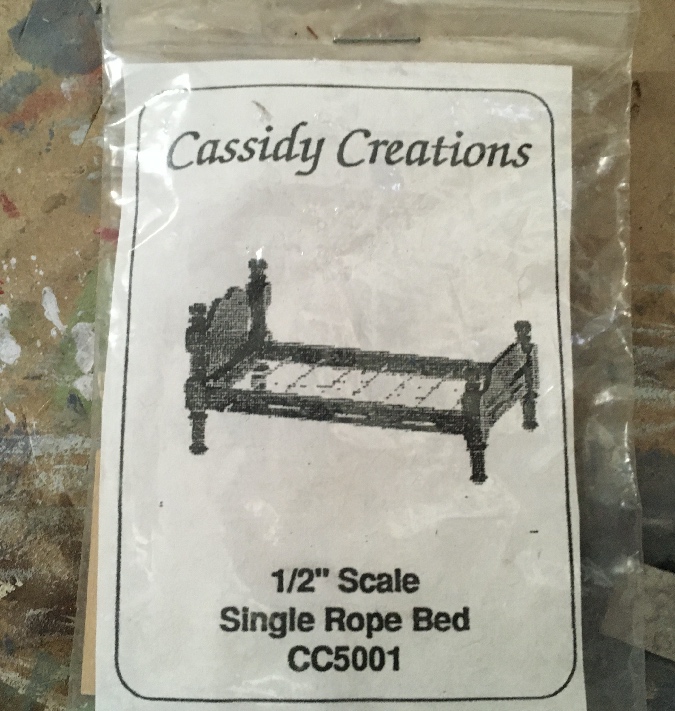 Cassidy Creations
1/2" Scale
Single Rope Bed
CC5001